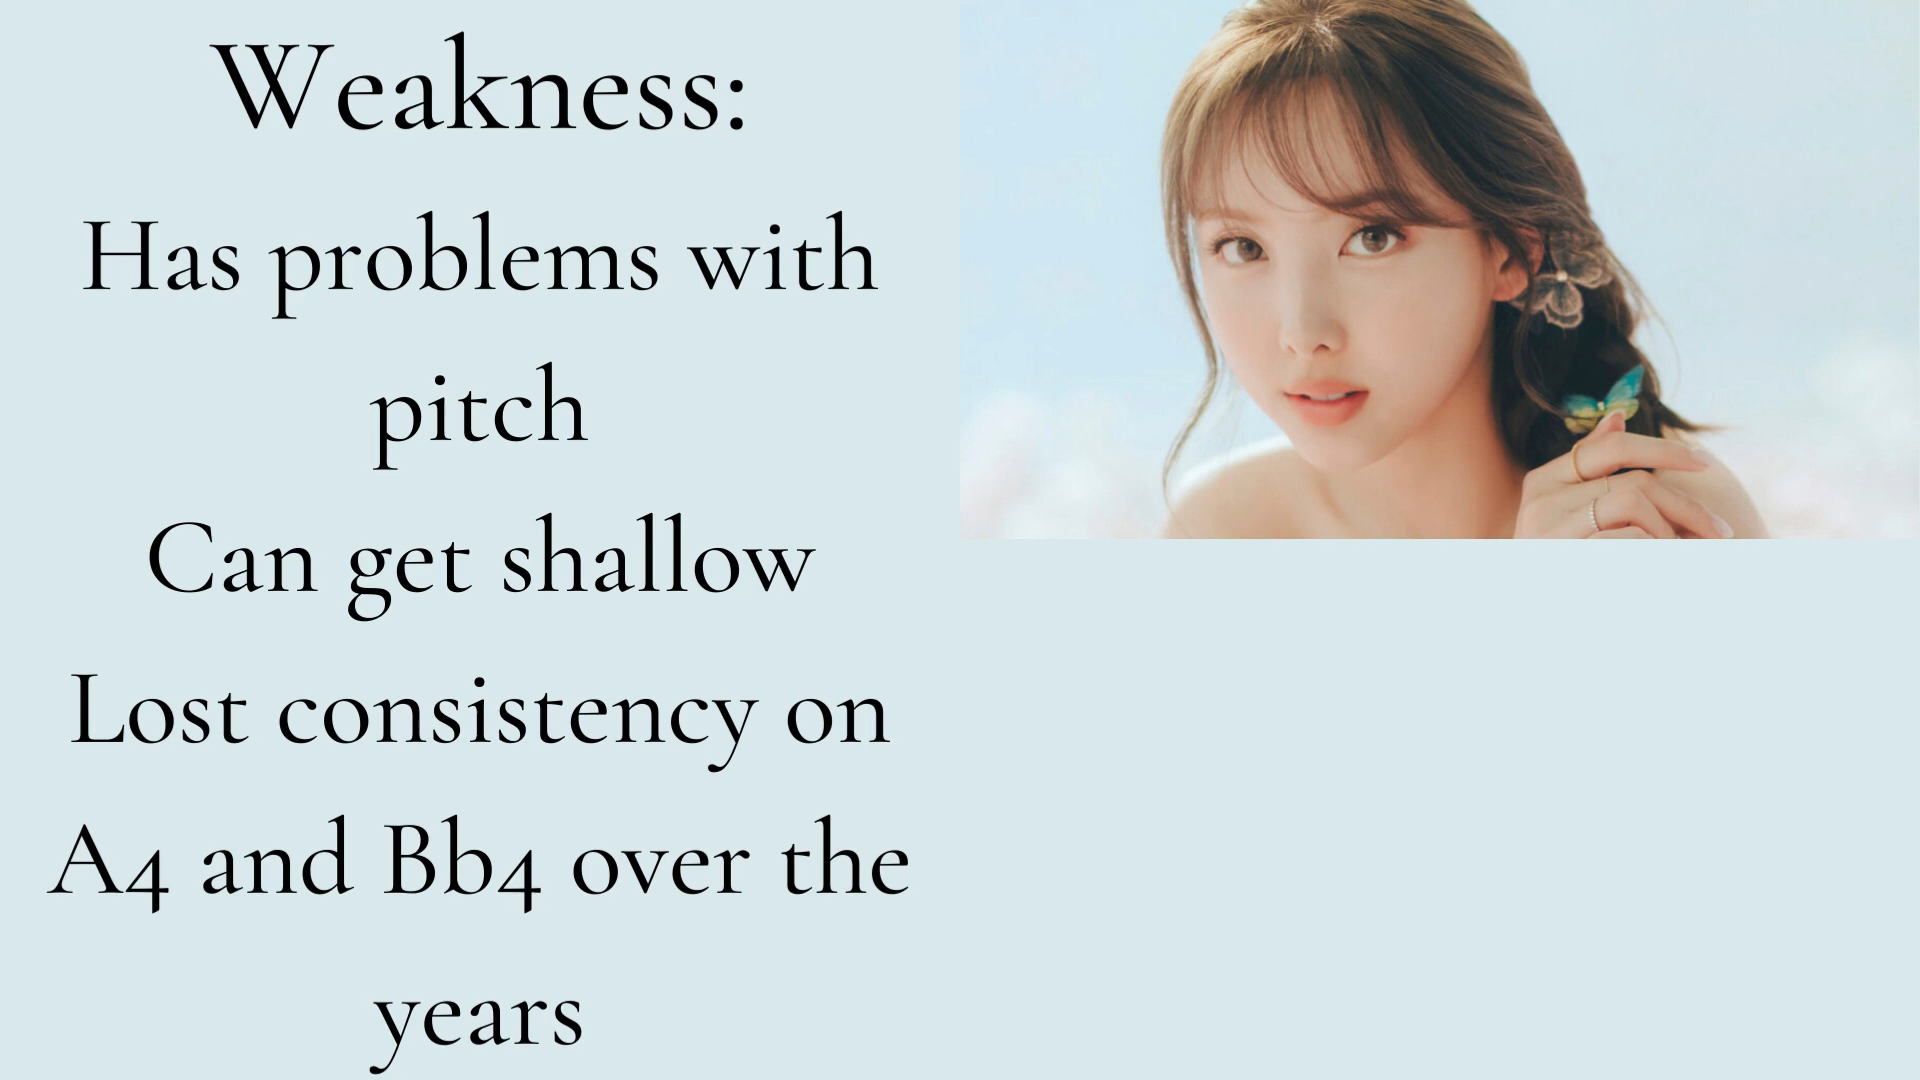 Weakness:
Has problems with
pitch
Can get shallow
Lost consistency on
A4 and Bb4 over the
years